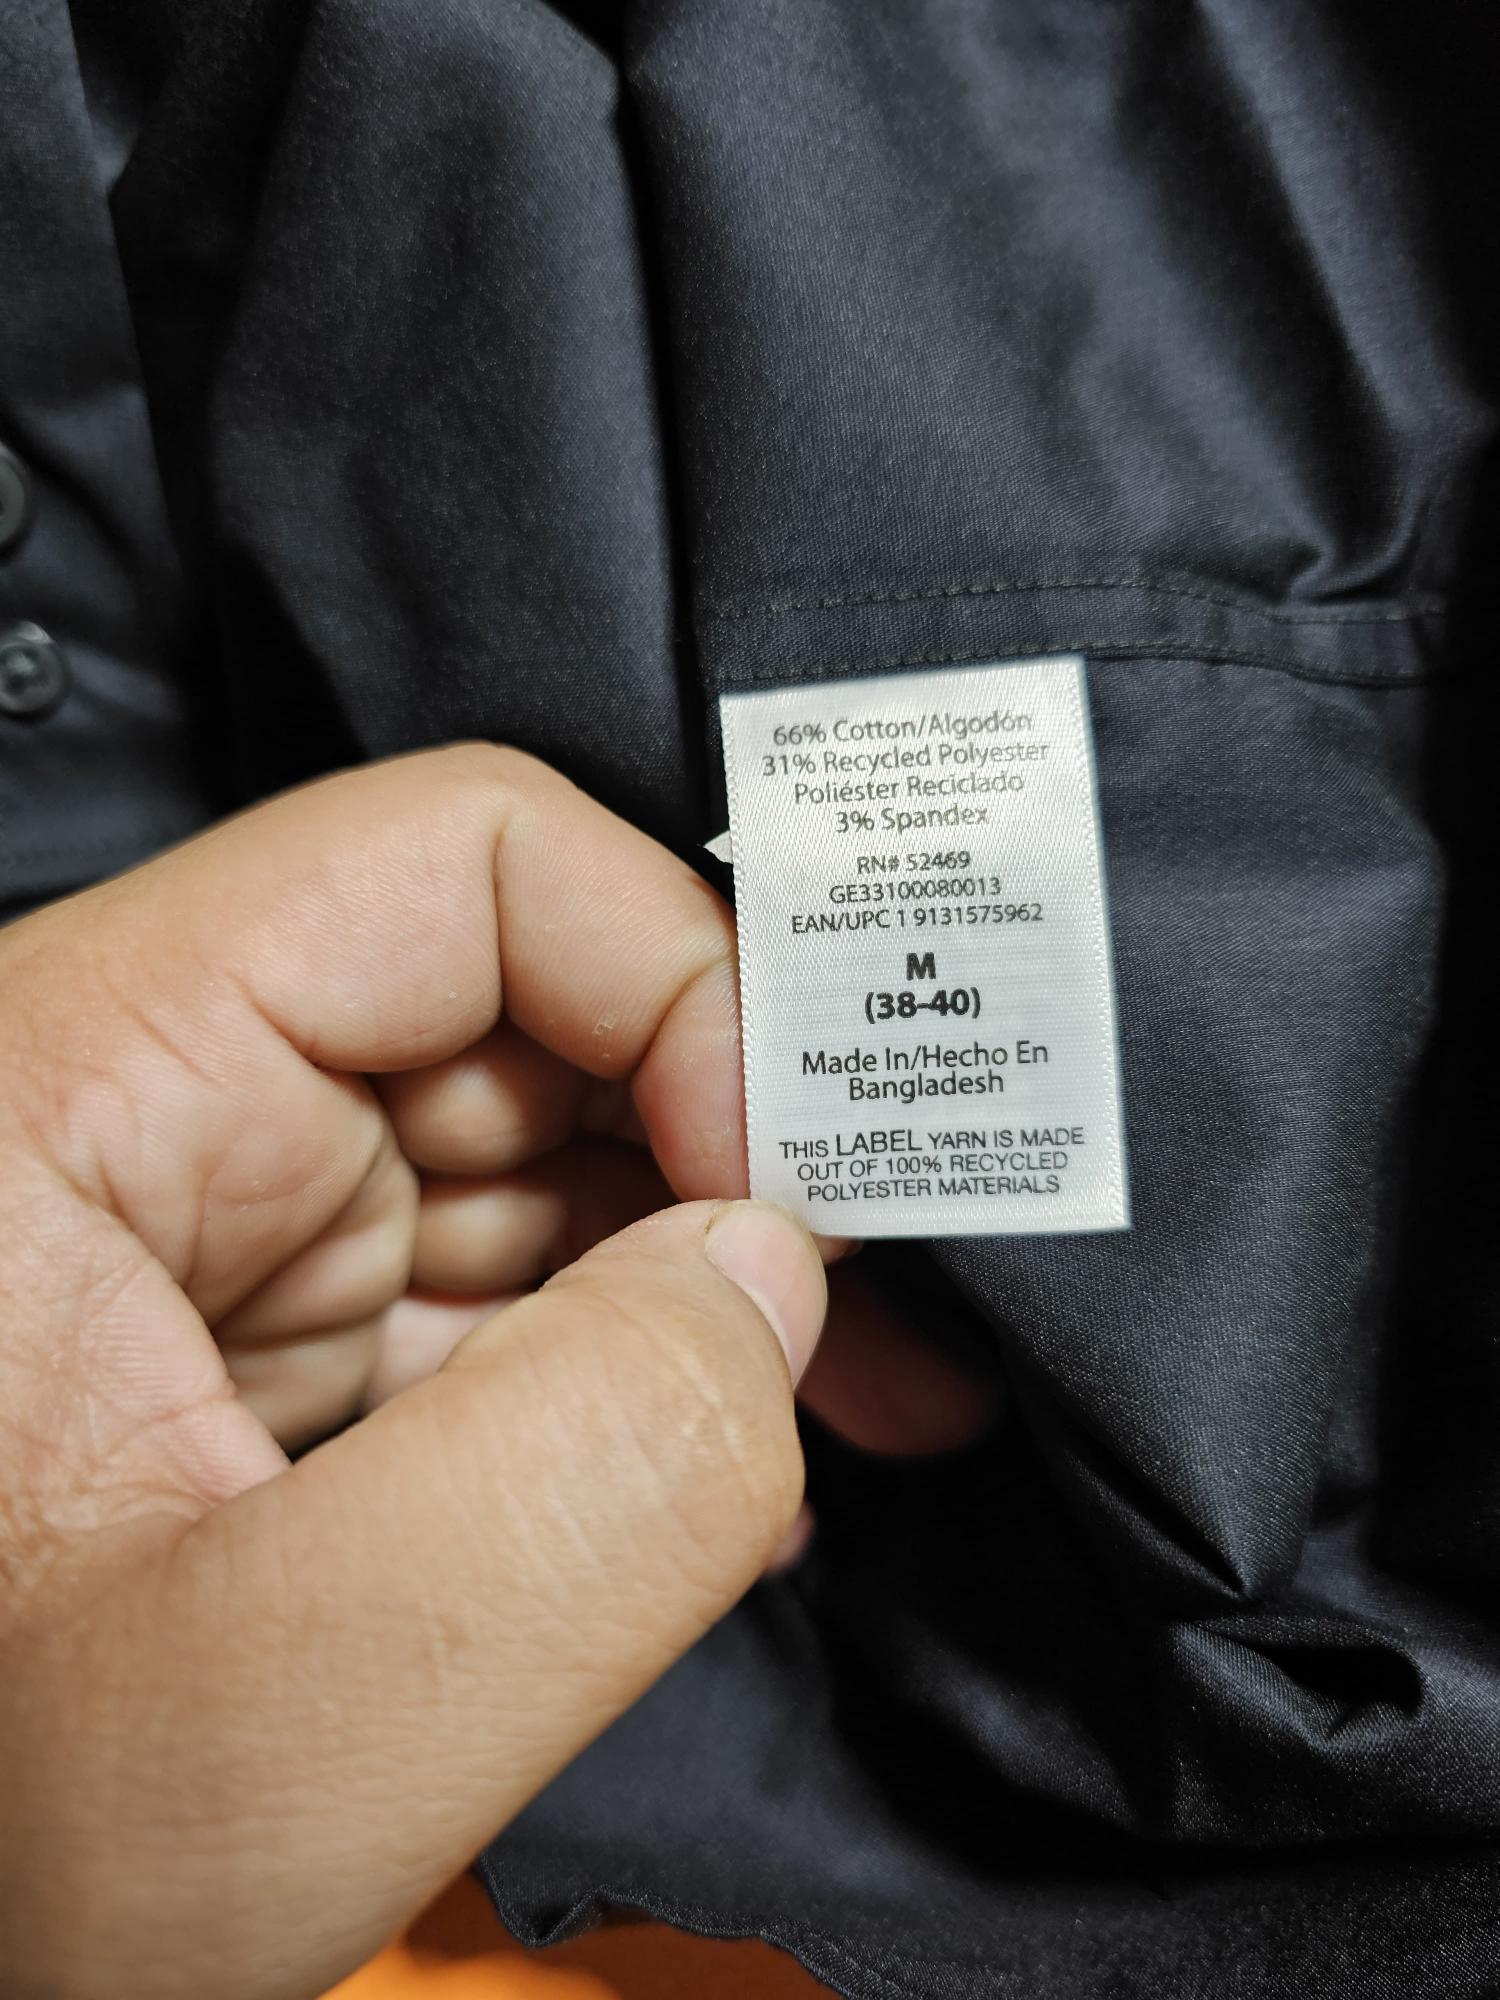 66% Cotton/Algodón
31% Recycled Polyester
Poliéster Reciclado
3% Spandex
RN# 52469
GE33100080013
EAN/UPC 1 9131575962
M
(38-40)
Made In/Hecho En
Bangladesh
THIS LABEL YARN IS MADE
OUT OF 100% RECYCLED
POLYESTER MATERIALS